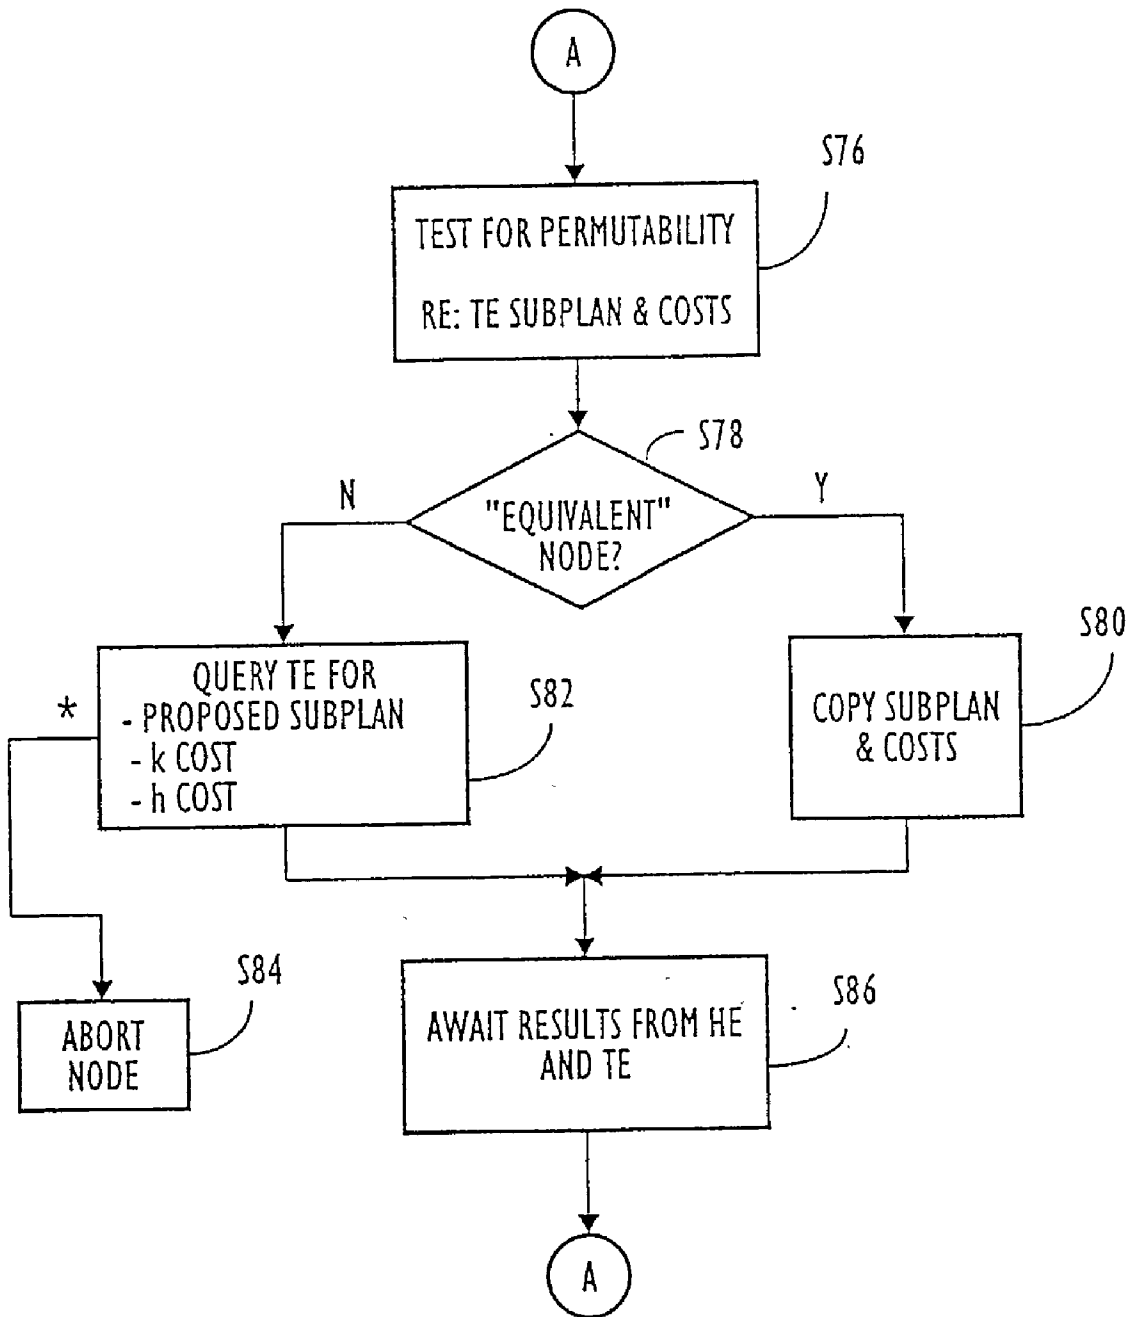 A
S76
TEST FOR PERMUTABILITY
RE: TE SUBPLAN & COSTS
S78
N
Y
"EQUIVALENT"
NODE?
S80
QUERY TE FOR
- PROPOSED SUBPLAN
- k COST
- h COST
*
S82
COPY SUBPLAN
& COSTS
S84
ABORT
NODE
S86
AWAIT RESULTS FROM HE
AND TE
A